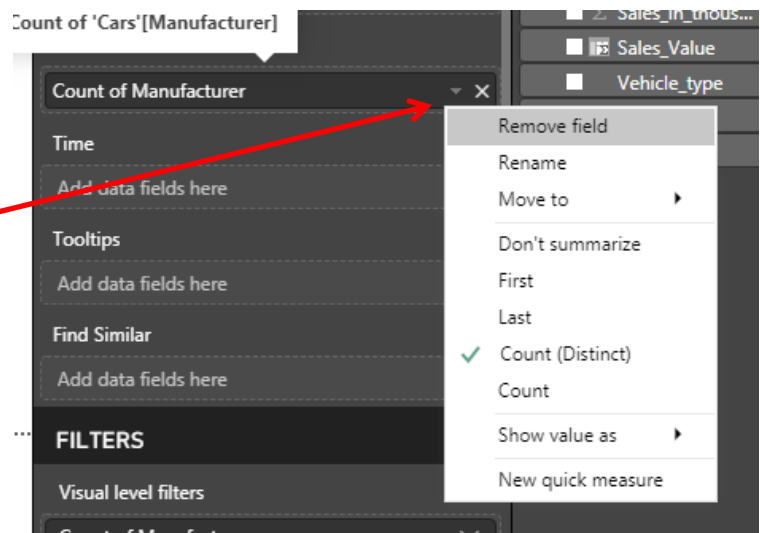 Count of 'Cars'[Manufacturer]
Sales_in_thous...
Sales_Value
Count of Manufacturer
Vehicle_type
Remove field
Time
Rename
Add data fields here
Move to
Tooltips
Don't summarize
Add data fields here
First
Last
Find Similar
Count (Distinct)
Add data fields here
Count
...
FILTERS
Show value as
Visual level filters
New quick measure